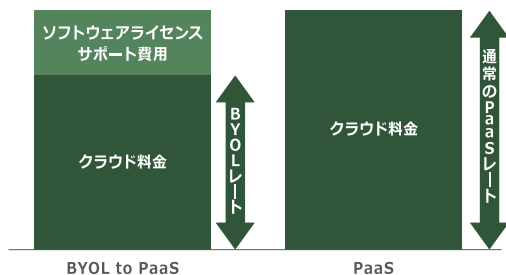 ソフトウェアライセンス
サポート費用
クラウド料金
BYOLレート
BYOL to PaaS
クラウド料金
通常のPaaSレート
PaaS